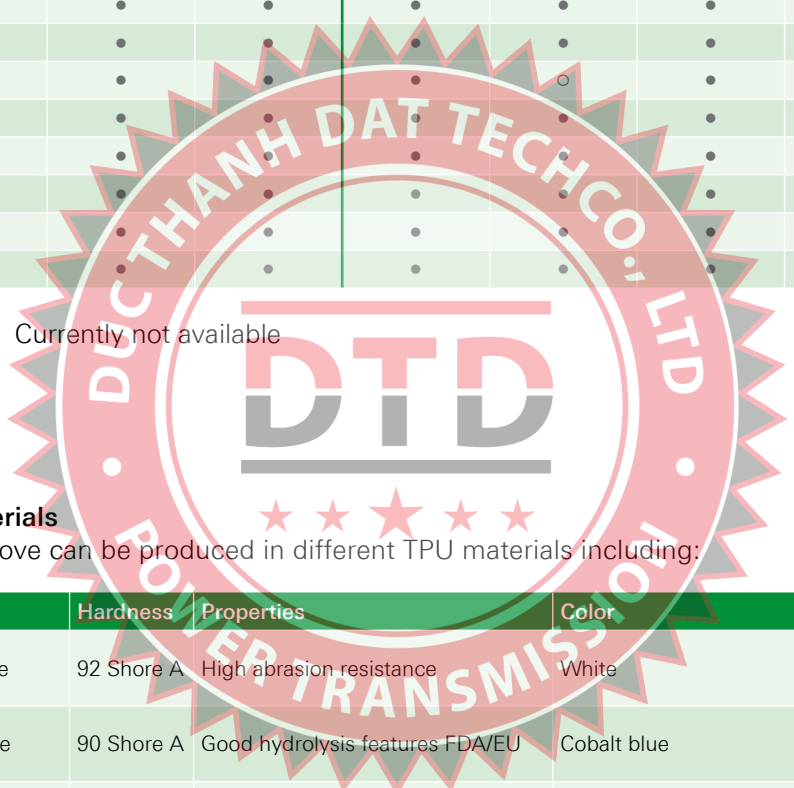 Currently not available
DUC THANH DAT TECHCO., LTD
DTD
POWER TRANSMISSION
erials
ove can be produced in different TPU materials including:
Hardness Properties Color
e 92 Shore A High abrasion resistance White
e 90 Shore A Good hydrolysis features FDA/EU Cobalt blue